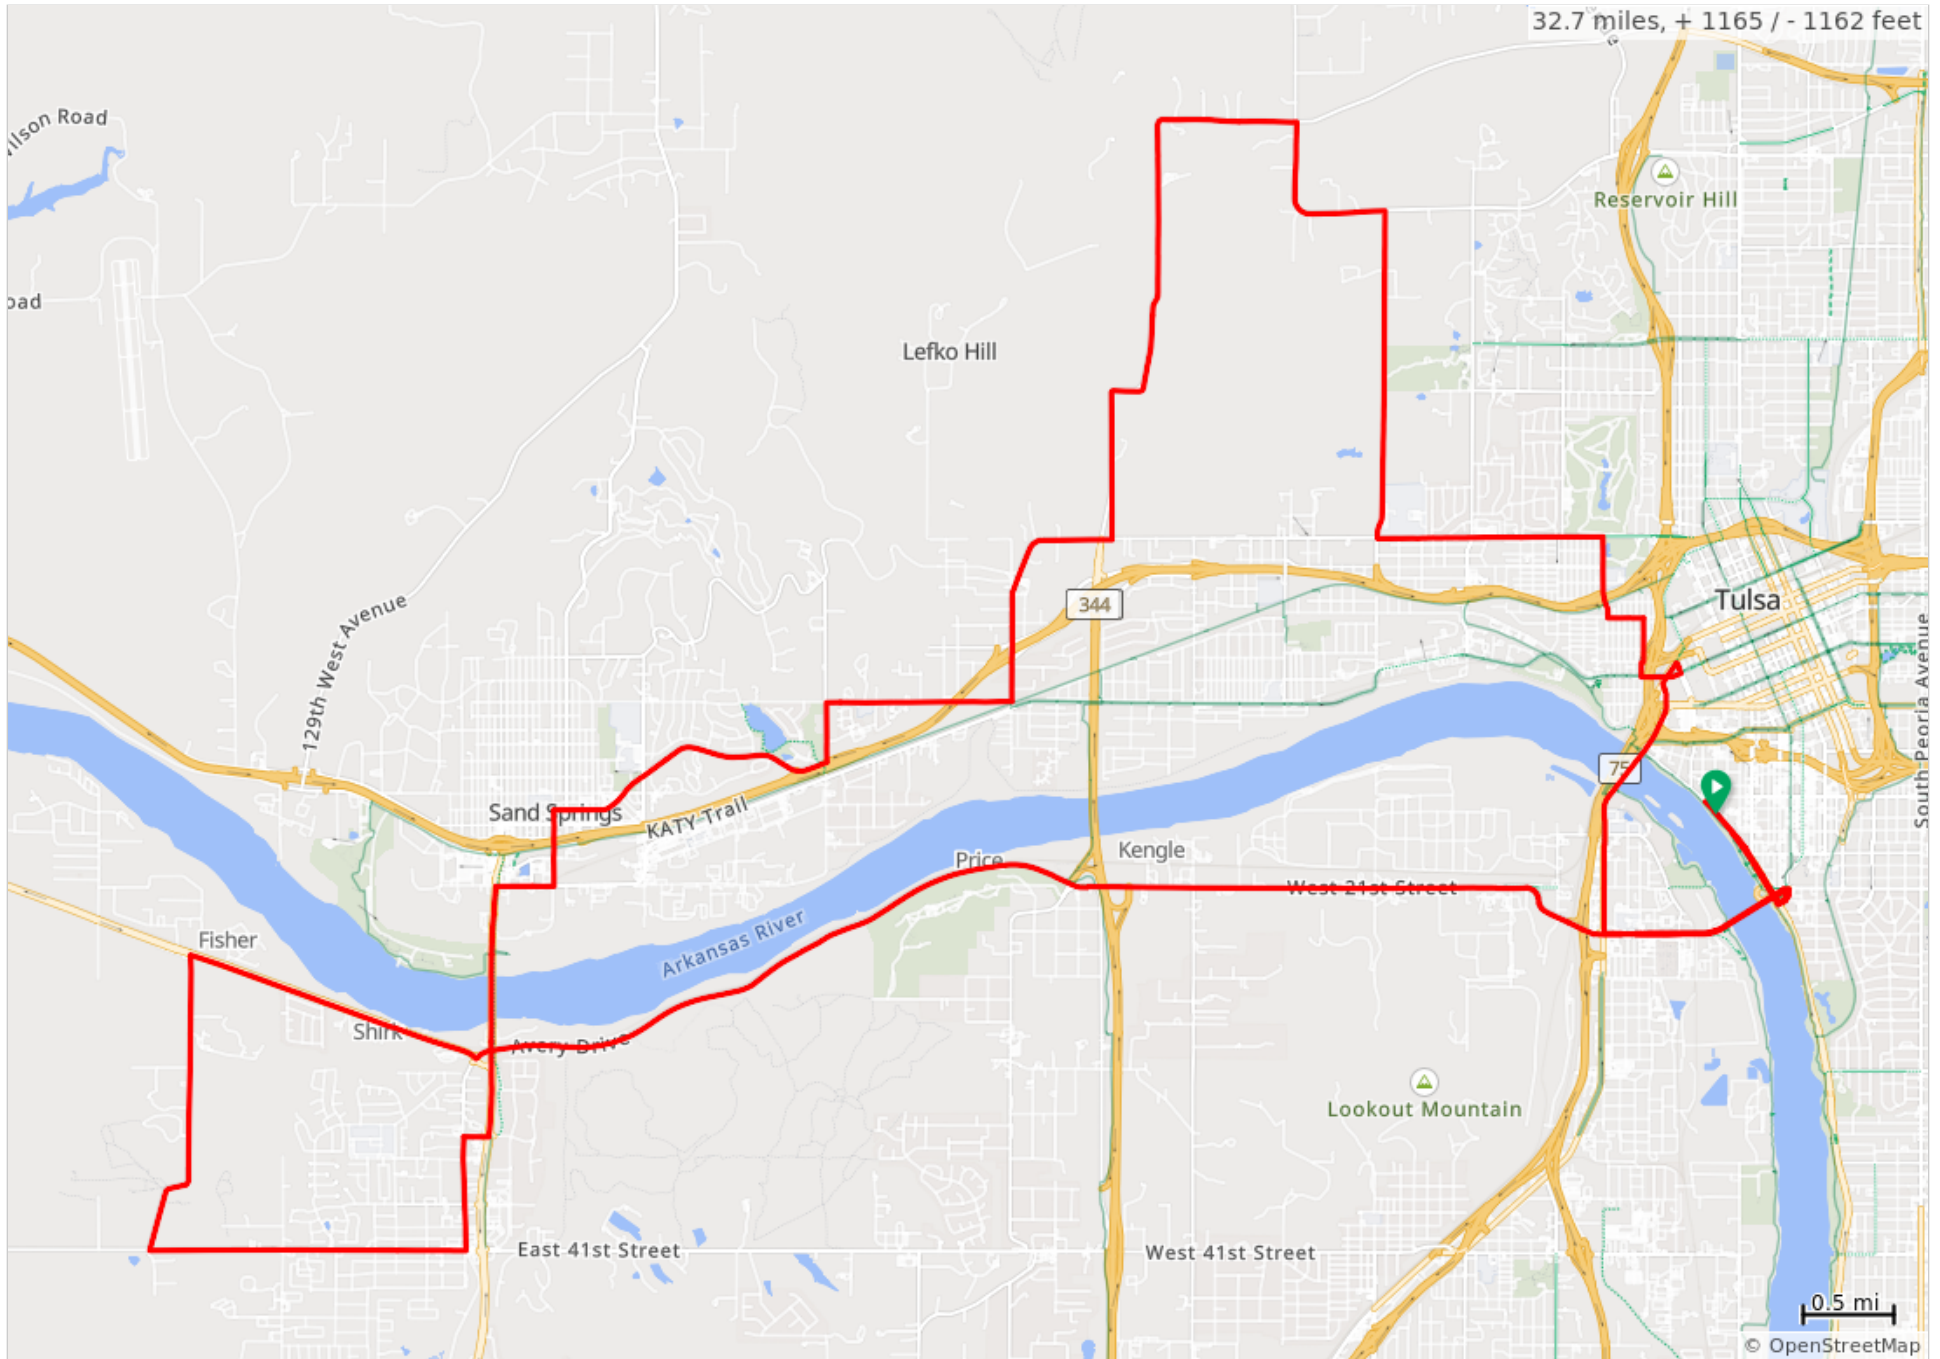 32.7 miles, + 1165 / - 1162 feet
Road
Reservoir Hill
oad
Lefko Hill
Tulsa
344
129th West Avenue
South Peoria Avenue
75
Sand Springs
KATY Trail
Price
Kengle
West 21st Street
Arkansas River
Fisher
Shirk
Avery Drive
Lookout Mountain
East 41st Street
West 41st Street
0.5 mi
© OpenStreetMap